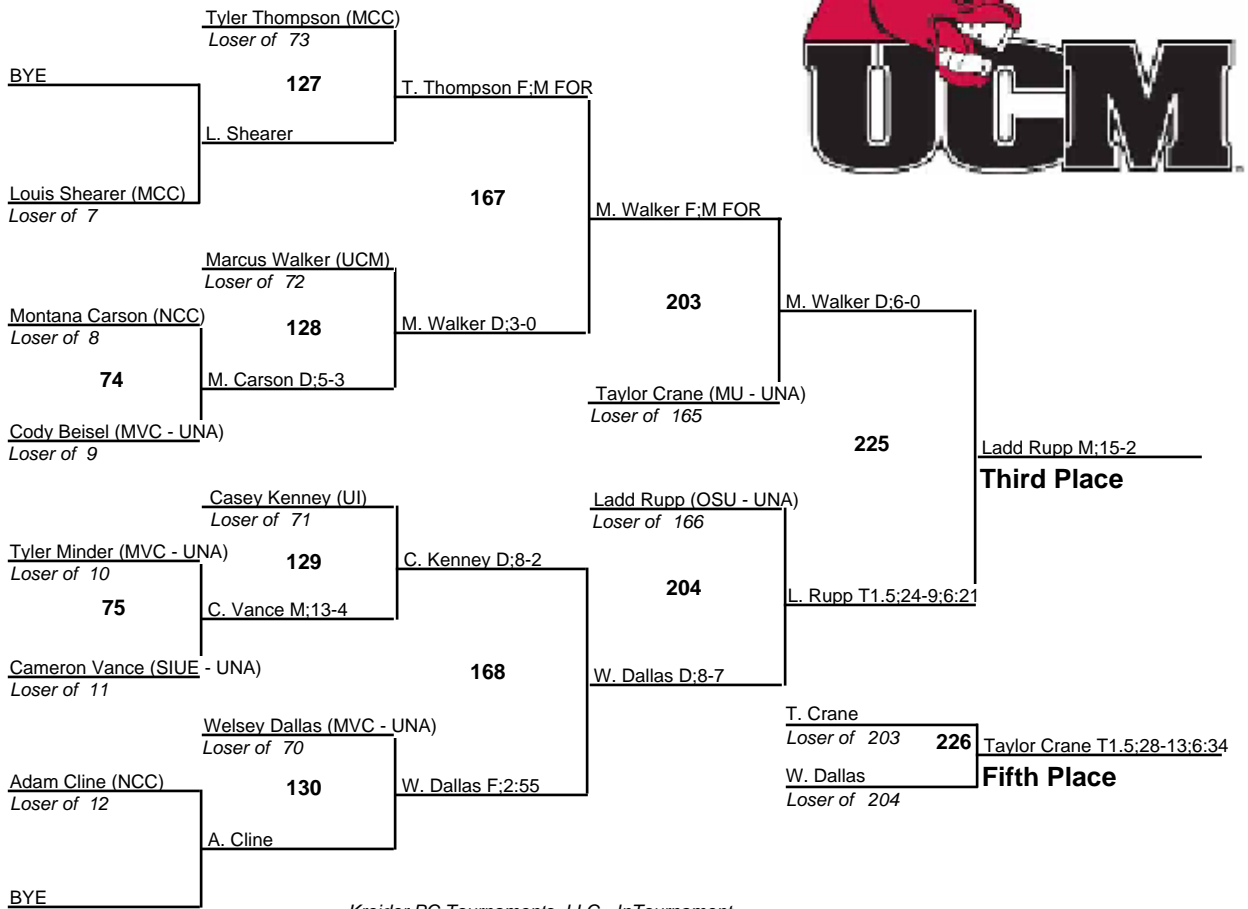 Tyler Thompson (MCC)
Loser of 73
BYE
127
T. Thompson F;M FOR
L. Shearer
Louis Shearer (MCC)
Loser of 7
167
M. Walker F;M FOR
Marcus Walker (UCM)
Loser of 72
Montana Carson (NCC)
Loser of 8
128
M. Walker D;3-0
203
M. Walker D;6-0
74
M. Carson D;5-3
Taylor Crane (MU - UNA)
Loser of 165
Cody Beisel (MVC - UNA)
Loser of 9
225
Ladd Rupp M;15-2
Third Place
Casey Kenney (UI)
Loser of 71
Ladd Rupp (OSU - UNA)
Loser of 166
Tyler Minder (MVC - UNA)
Loser of 10
129
C. Kenney D;8-2
204
L. Rupp T1.5;24-9;6:21
75
C. Vance M;13-4
Cameron Vance (SIUE - UNA)
Loser of 11
168
W. Dallas D;8-7
Welsey Dallas (MVC - UNA)
Loser of 70
T. Crane
Loser of 203
226
Taylor Crane T1.5;28-13;6:34
Fifth Place
W. Dallas
Loser of 204
Adam Cline (NCC)
Loser of 12
130
W. Dallas F;2:55
A. Cline
BYE
UCM